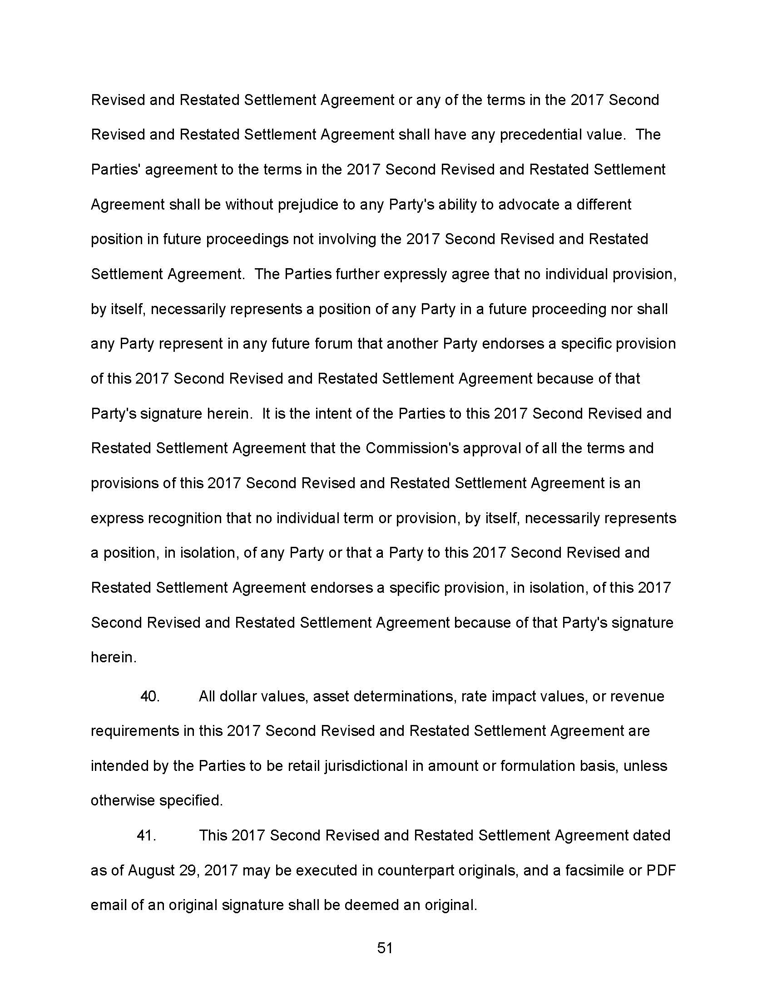 Revised and Restated Settlement Agreement or any of the terms in the 2017 Second
Revised and Restated Settlement Agreement shall have any precedential value.  The
Parties' agreement to the terms in the 2017 Second Revised and Restated Settlement
Agreement shall be without prejudice to any Party's ability to advocate a different
position in future proceedings not involving the 2017 Second Revised and Restated
Settlement Agreement.  The Parties further expressly agree that no individual provision,
by itself, necessarily represents a position of any Party in a future proceeding nor shall
any Party represent in any future forum that another Party endorses a specific provision
of this 2017 Second Revised and Restated Settlement Agreement because of that
Party's signature herein.  It is the intent of the Parties to this 2017 Second Revised and
Restated Settlement Agreement that the Commission's approval of all the terms and
provisions of this 2017 Second Revised and Restated Settlement Agreement is an
express recognition that no individual term or provision, by itself, necessarily represents
a position, in isolation, of any Party or that a Party to this 2017 Second Revised and
Restated Settlement Agreement endorses a specific provision, in isolation, of this 2017
Second Revised and Restated Settlement Agreement because of that Party's signature
herein.
40. All dollar values, asset determinations, rate impact values, or revenue
requirements in this 2017 Second Revised and Restated Settlement Agreement are
intended by the Parties to be retail jurisdictional in amount or formulation basis, unless
otherwise specified.
41. This 2017 Second Revised and Restated Settlement Agreement dated
as of August 29, 2017 may be executed in counterpart originals, and a facsimile or PDF
email of an original signature shall be deemed an original.
51